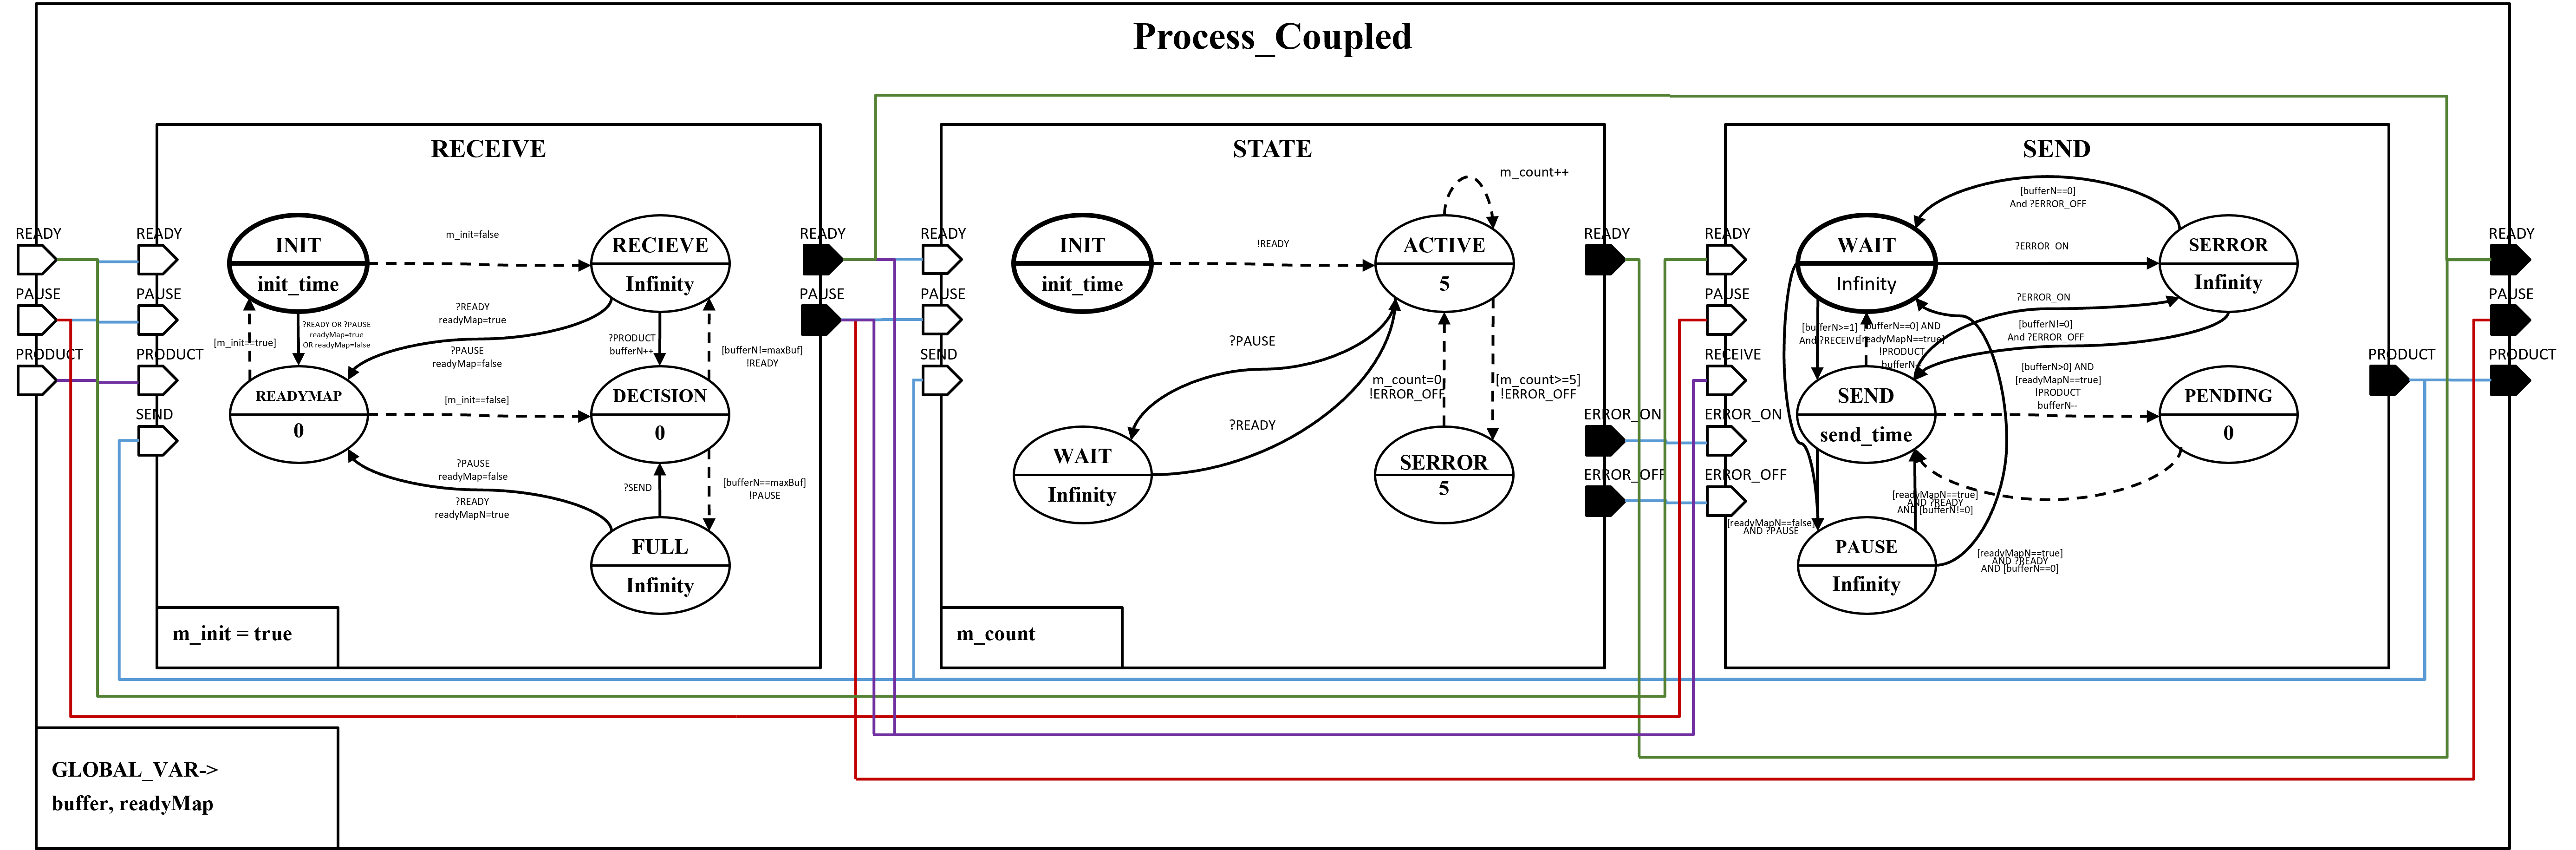 Process_Coupled
READY
PAUSE
PRODUCT
READY
PAUSE
PRODUCT
SEND
RECEIVE
INIT
init_time
m_init=false
RECIEVE
Infinity
?READY OR ?PAUSE
readyMap=true
OR readyMap=false
[m_init==true]
?READY
readyMap=true
?PAUSE
readyMap=false
?PRODUCT
bufferN++
[bufferN!=maxBuf]
!READY
READYMAP
0
[m_init==false]
DECISION
0
?PAUSE
readyMap=false
?READY
readyMapN=true
?SEND
[bufferN==maxBuf]
!PAUSE
FULL
Infinity
m_init = true
READY
PAUSE
READY
PAUSE
SEND
STATE
m_count++
INIT
init_time
!READY
ACTIVE
5
?PAUSE
?READY
m_count=0
!ERROR_OFF
[m_count>=5]
!ERROR_OFF
WAIT
Infinity
SERROR
5
m_count
READY
ERROR_ON
ERROR_OFF
READY
PAUSE
RECEIVE
ERROR_ON
ERROR_OFF
SEND
[bufferN==0]
And ?ERROR_OFF
WAIT
Infinity
?ERROR_ON
SERROR
Infinity
?ERROR_ON
[bufferN!=0]
And ?ERROR_OFF
[bufferN>=1]
And ?RECEIVE
[bufferN==0] AND
[readyMapN==true]
!PRODUCT
bufferN-
[bufferN>0] AND
[readyMapN==true]
!PRODUCT
bufferN--
SEND
send_time
PENDING
0
[readyMapN==true]
AND ?READY
AND [bufferN!=0]
[readyMapN==false]
AND ?PAUSE
PAUSE
Infinity
[readyMapN==true]
AND ?READY
AND [bufferN==0]
PRODUCT
READY
PAUSE
PRODUCT
GLOBAL_VAR->
buffer, readyMap